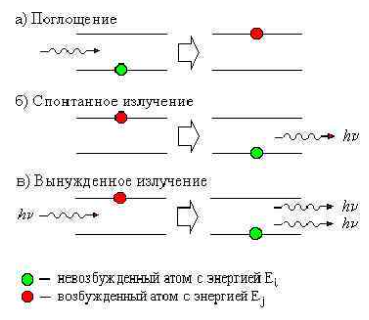 а) Поглощение
б) Спонтанное излучение
hν
в) Вынужденное излучение
hν
hν
hν
— невозбужденный атом с энергией Ei
— возбужденный атом с энергией Ej